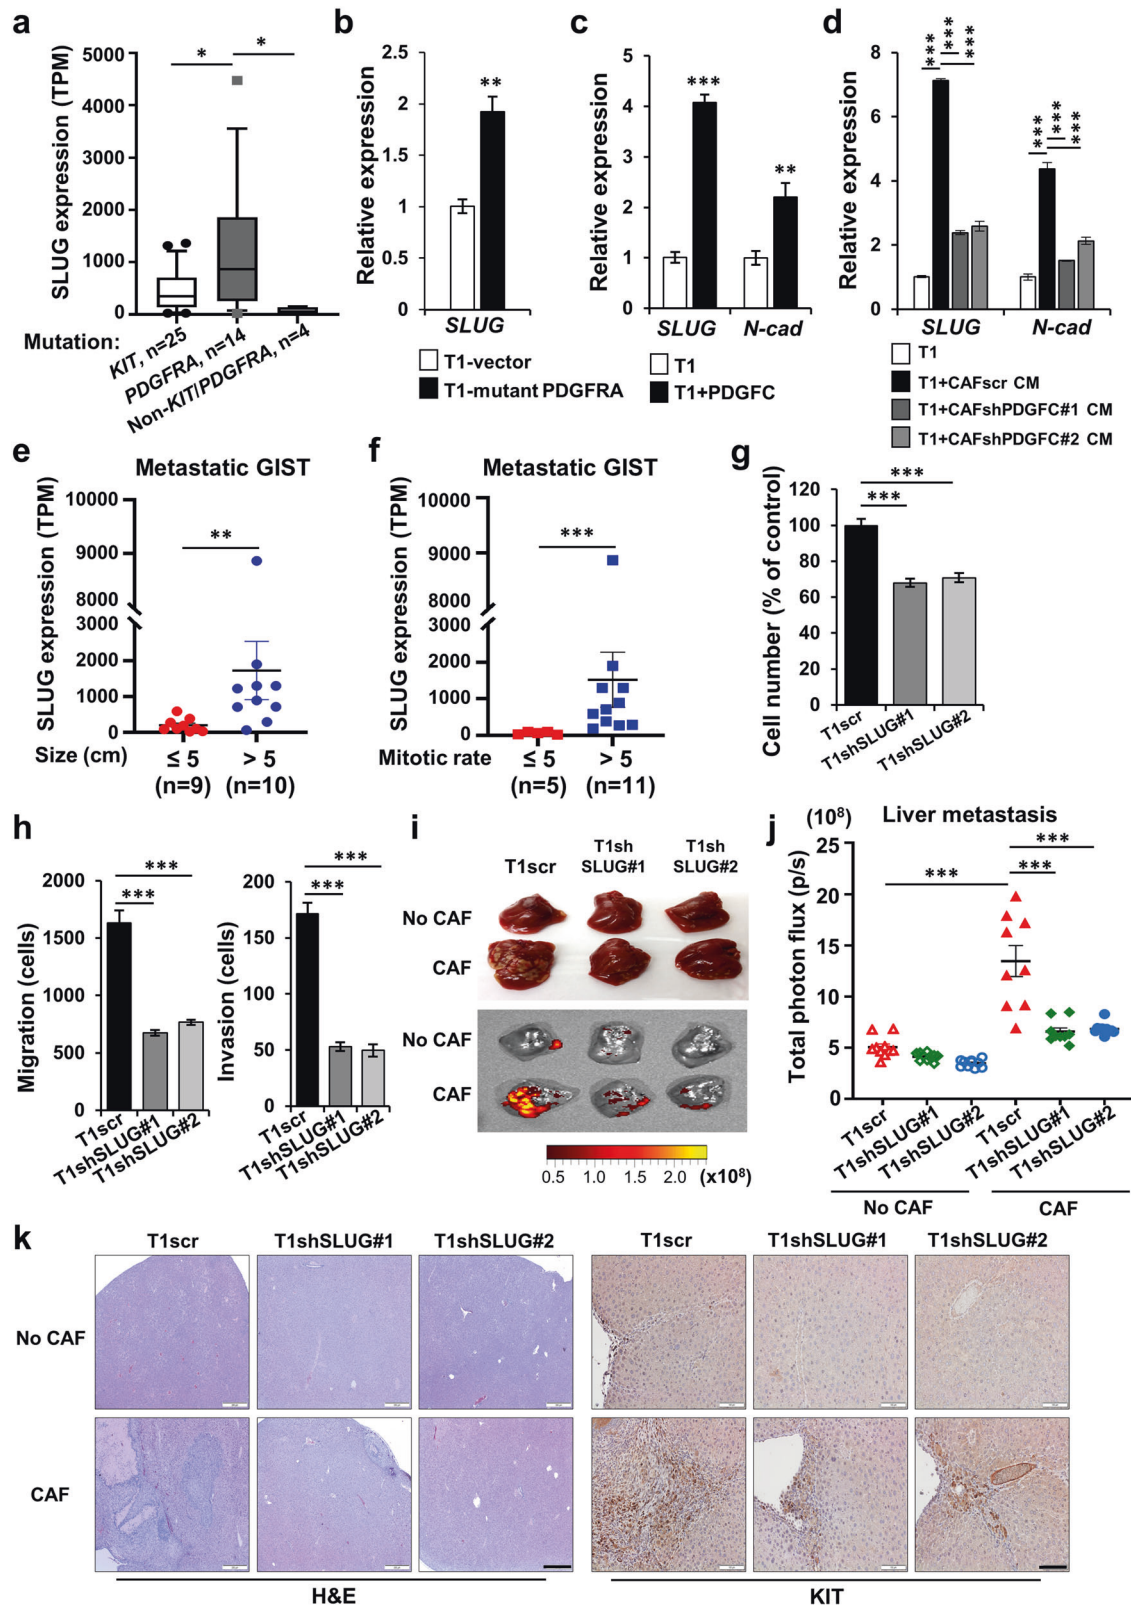 a
SLUG expression (TPM)
5000
4000
3000
2000
1000
0
*
*
Mutation:
KIT, n=25
PDGFRA, n=14
Non-KIT/PDGFRA, n=4
b
Relative expression
2.5
2
1.5
1
0.5
0
**
SLUG
T1-vector
T1-mutant PDGFRA
c
Relative expression
5
4
3
2
1
0
***
**
SLUG
N-cad
T1
T1+PDGFC
d
Relative expression
8
6
4
2
0
***
***
***
***
***
***
SLUG
N-cad
T1
T1+CAFscr CM
T1+CAFshPDGFC#1 CM
T1+CAFshPDGFC#2 CM
e
Metastatic GIST
SLUG expression (TPM)
10000
9000
8000
3000
2000
1000
0
**
Size (cm)
≤ 5
(n=9)
> 5
(n=10)
f
Metastatic GIST
SLUG expression (TPM)
10000
9000
8000
3000
2000
1000
0
***
Mitotic rate
≤ 5
(n=5)
> 5
(n=11)
g
Cell number (% of control)
120
100
80
60
40
20
0
***
***
T1scr
T1shSLUG#1
T1shSLUG#2
h
Migration (cells)
2000
1500
1000
500
0
***
***
T1scr
T1shSLUG#1
T1shSLUG#2
Invasion (cells)
200
150
100
50
0
***
***
T1scr
T1shSLUG#1
T1shSLUG#2
i
T1scr
T1sh
SLUG#1
T1sh
SLUG#2
No CAF
CAF
No CAF
CAF
0.5
1.0
1.5
2.0
(x10⁸)
j
(10⁸)
Liver metastasis
Total photon flux (p/s)
25
20
15
10
5
0
***
***
***
T1scr
T1shSLUG#1
T1shSLUG#2
T1scr
T1shSLUG#1
T1shSLUG#2
No CAF
CAF
k
T1scr
T1shSLUG#1
T1shSLUG#2
T1scr
T1shSLUG#1
T1shSLUG#2
No CAF
CAF
H&E
KIT